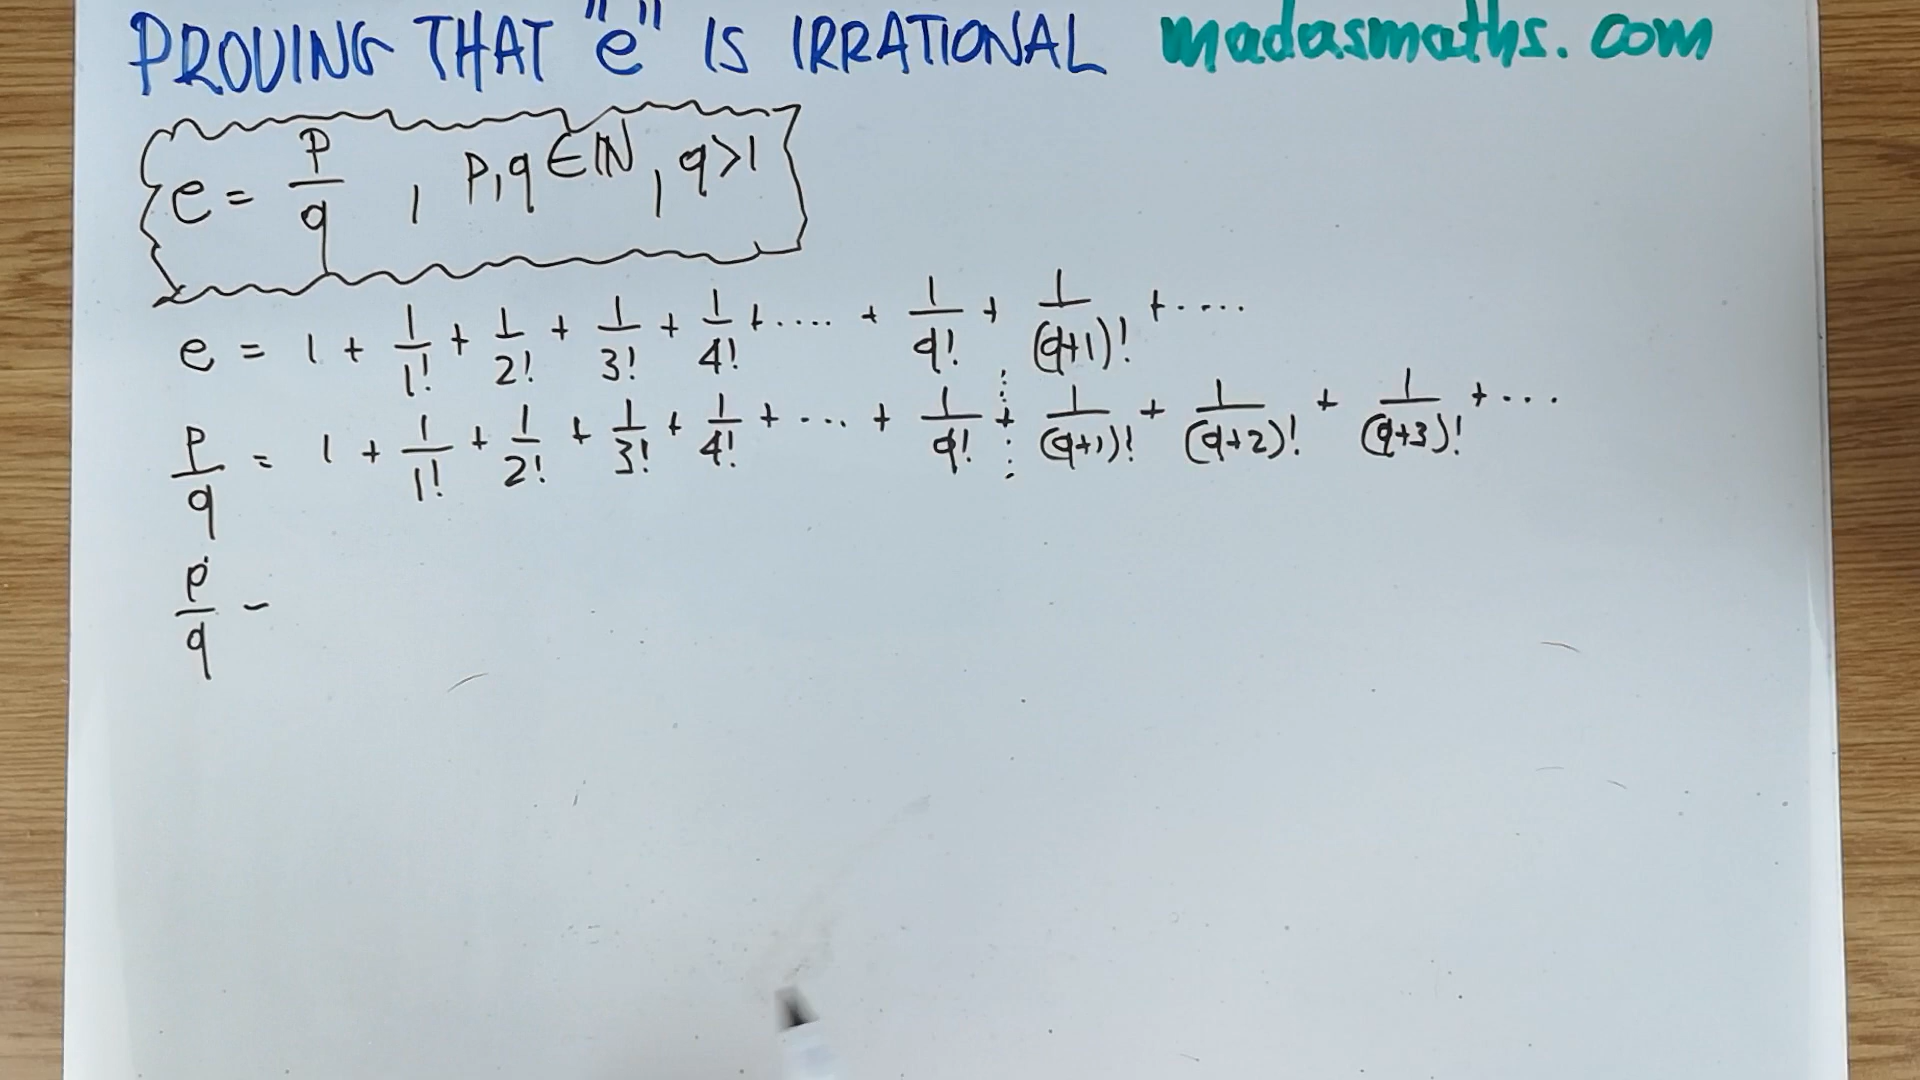 PROVING THAT "e" IS IRRATIONAL madasmaths.com
e = p/q , p,q ∈ ℕ, q>1
e = 1 + 1/1! + 1/2! + 1/3! + 1/4! + .... + 1/q! + 1/(q+1)! + ....
p/q = 1 + 1/1! + 1/2! + 1/3! + 1/4! + ... + 1/q! + 1/(q+1)! + 1/(q+2)! + 1/(q+3)! + ...
p/q -